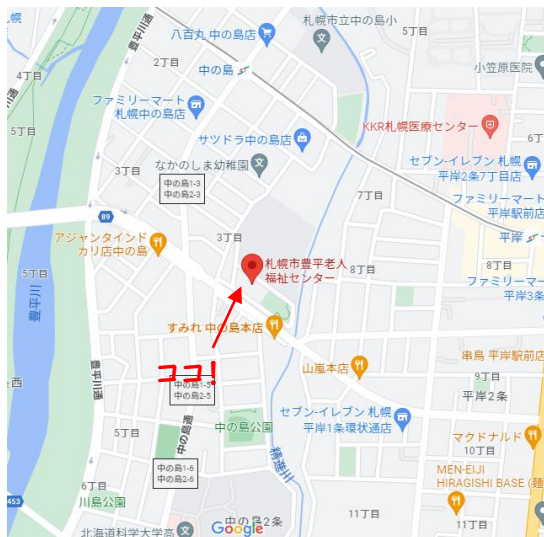 札幌
八百丸 中の島店
札幌市立中の島小
5丁目
小笠原医院
豊平川通
4丁目
2丁目
中の島
ファミリーマート
札幌中の島店
5丁目
KKR札幌医療センター
サツドラ中の島店
3丁目
なかのしま幼稚園
セブン-イレブン 札幌
平岸2条7丁目店
中の島1-3
中の島2-3
7丁目
ファミリーマート
平岸駅前店
89
3丁目
平岸
アジャンタインド
カリ店中の島
札幌市豊平老人
福祉センター
8丁目
8丁目
5丁目
ファミリー
平岸3条
豊平川
すみれ 中の島本店
ココ!
山嵐本店
串鳥 平岸駅前店
9丁目
中の島1-5
中の島2-5
平岸2条
豊平川通
セブン-イレブン 札幌
平岸1条環状通店
中の島公園
5丁目
中の島通
マクドナルド
10丁目
精進川
中の島1-6
中の島2-6
MEN-EIJI
HIRAGISHI BASE (麺
6丁目
川島公園
453
11丁目
11丁目
北海道科学大学高
Google
中の島2条